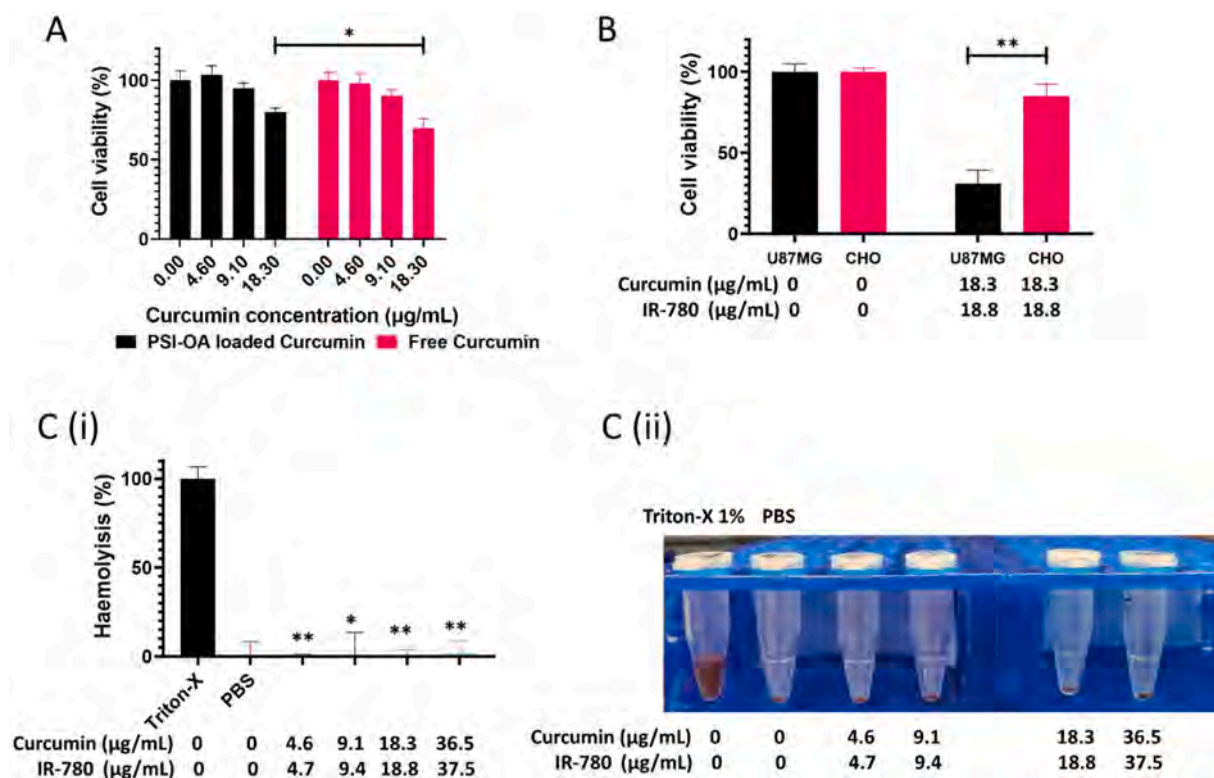 A
*
Cell viability (%)
100
50
0
0.00 4.60 9.10 18.30 0.00 4.60 9.10 18.30
Curcumin concentration (µg/mL)
PSI-OA loaded Curcumin Free Curcumin
B
**
Cell viability (%)
100
50
0
U87MG CHO U87MG CHO
Curcumin (µg/mL) 0 0 18.3 18.3
IR-780 (µg/mL) 0 0 18.8 18.8
C (i)
Haemolyisis (%)
100
50
0
** * ** **
Triton-X PBS
Curcumin (µg/mL) 0 0 4.6 9.1 18.3 36.5
IR-780 (µg/mL) 0 0 4.7 9.4 18.8 37.5
C (ii)
Triton-X 1% PBS
Curcumin (µg/mL) 0 0 4.6 9.1 18.3 36.5
IR-780 (µg/mL) 0 0 4.7 9.4 18.8 37.5